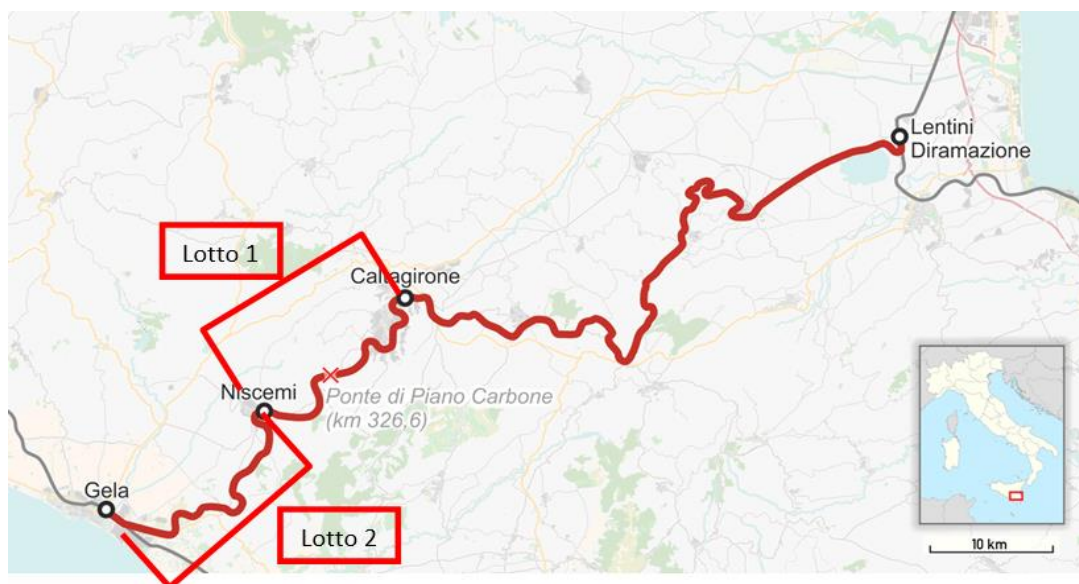 Lentini
Diramazione
Lotto 1
Caltagirone
Niscemi
Ponte di Piano Carbone
(km 326.6)
Gela
Lotto 2
10 km